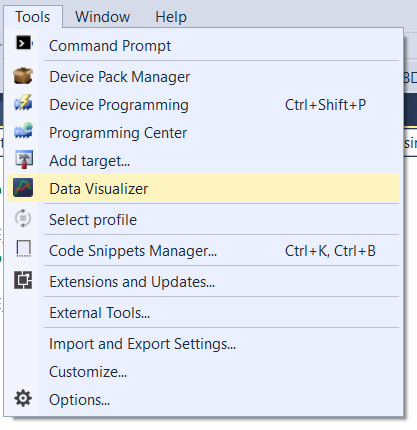 Tools Window Help
Command Prompt
Device Pack Manager
Device Programming Ctrl+Shift+P
Programming Center
Add target...
Data Visualizer
Select profile
Code Snippets Manager... Ctrl+K, Ctrl+B
Extensions and Updates...
External Tools...
Import and Export Settings...
Customize...
Options...